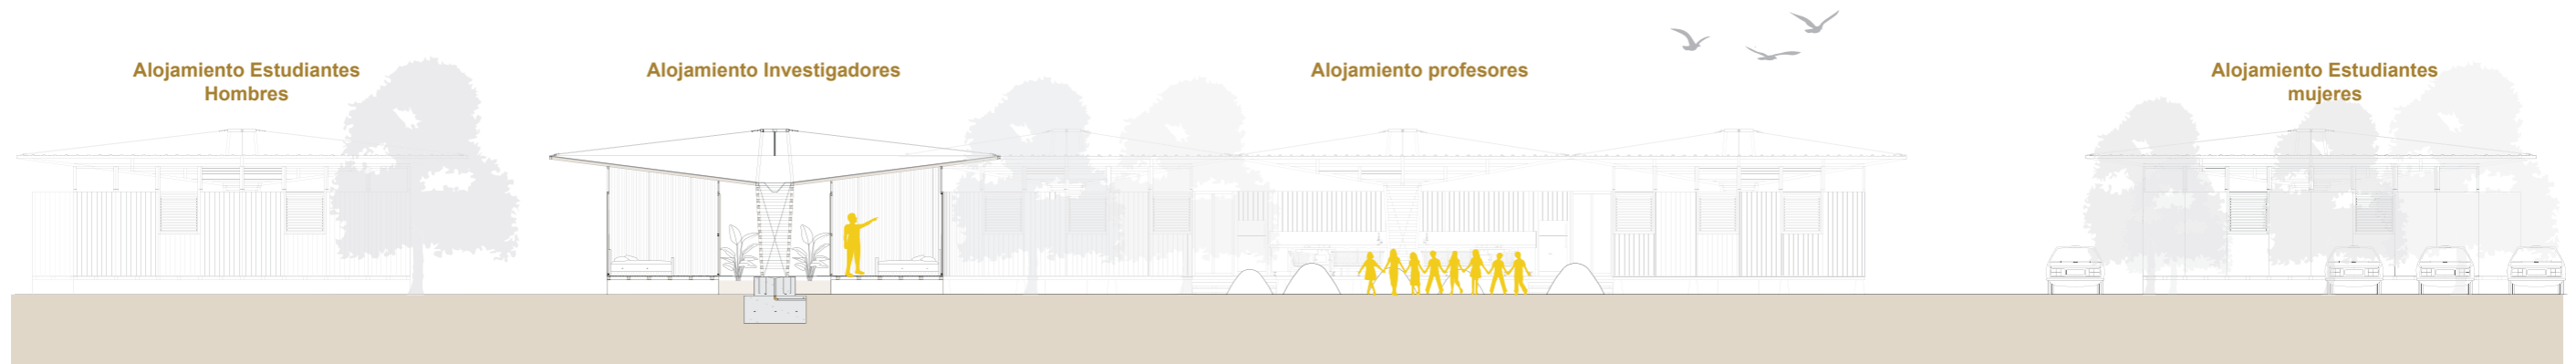 Alojamiento Estudiantes
Hombres
Alojamiento Investigadores
Alojamiento profesores
Alojamiento Estudiantes
mujeres